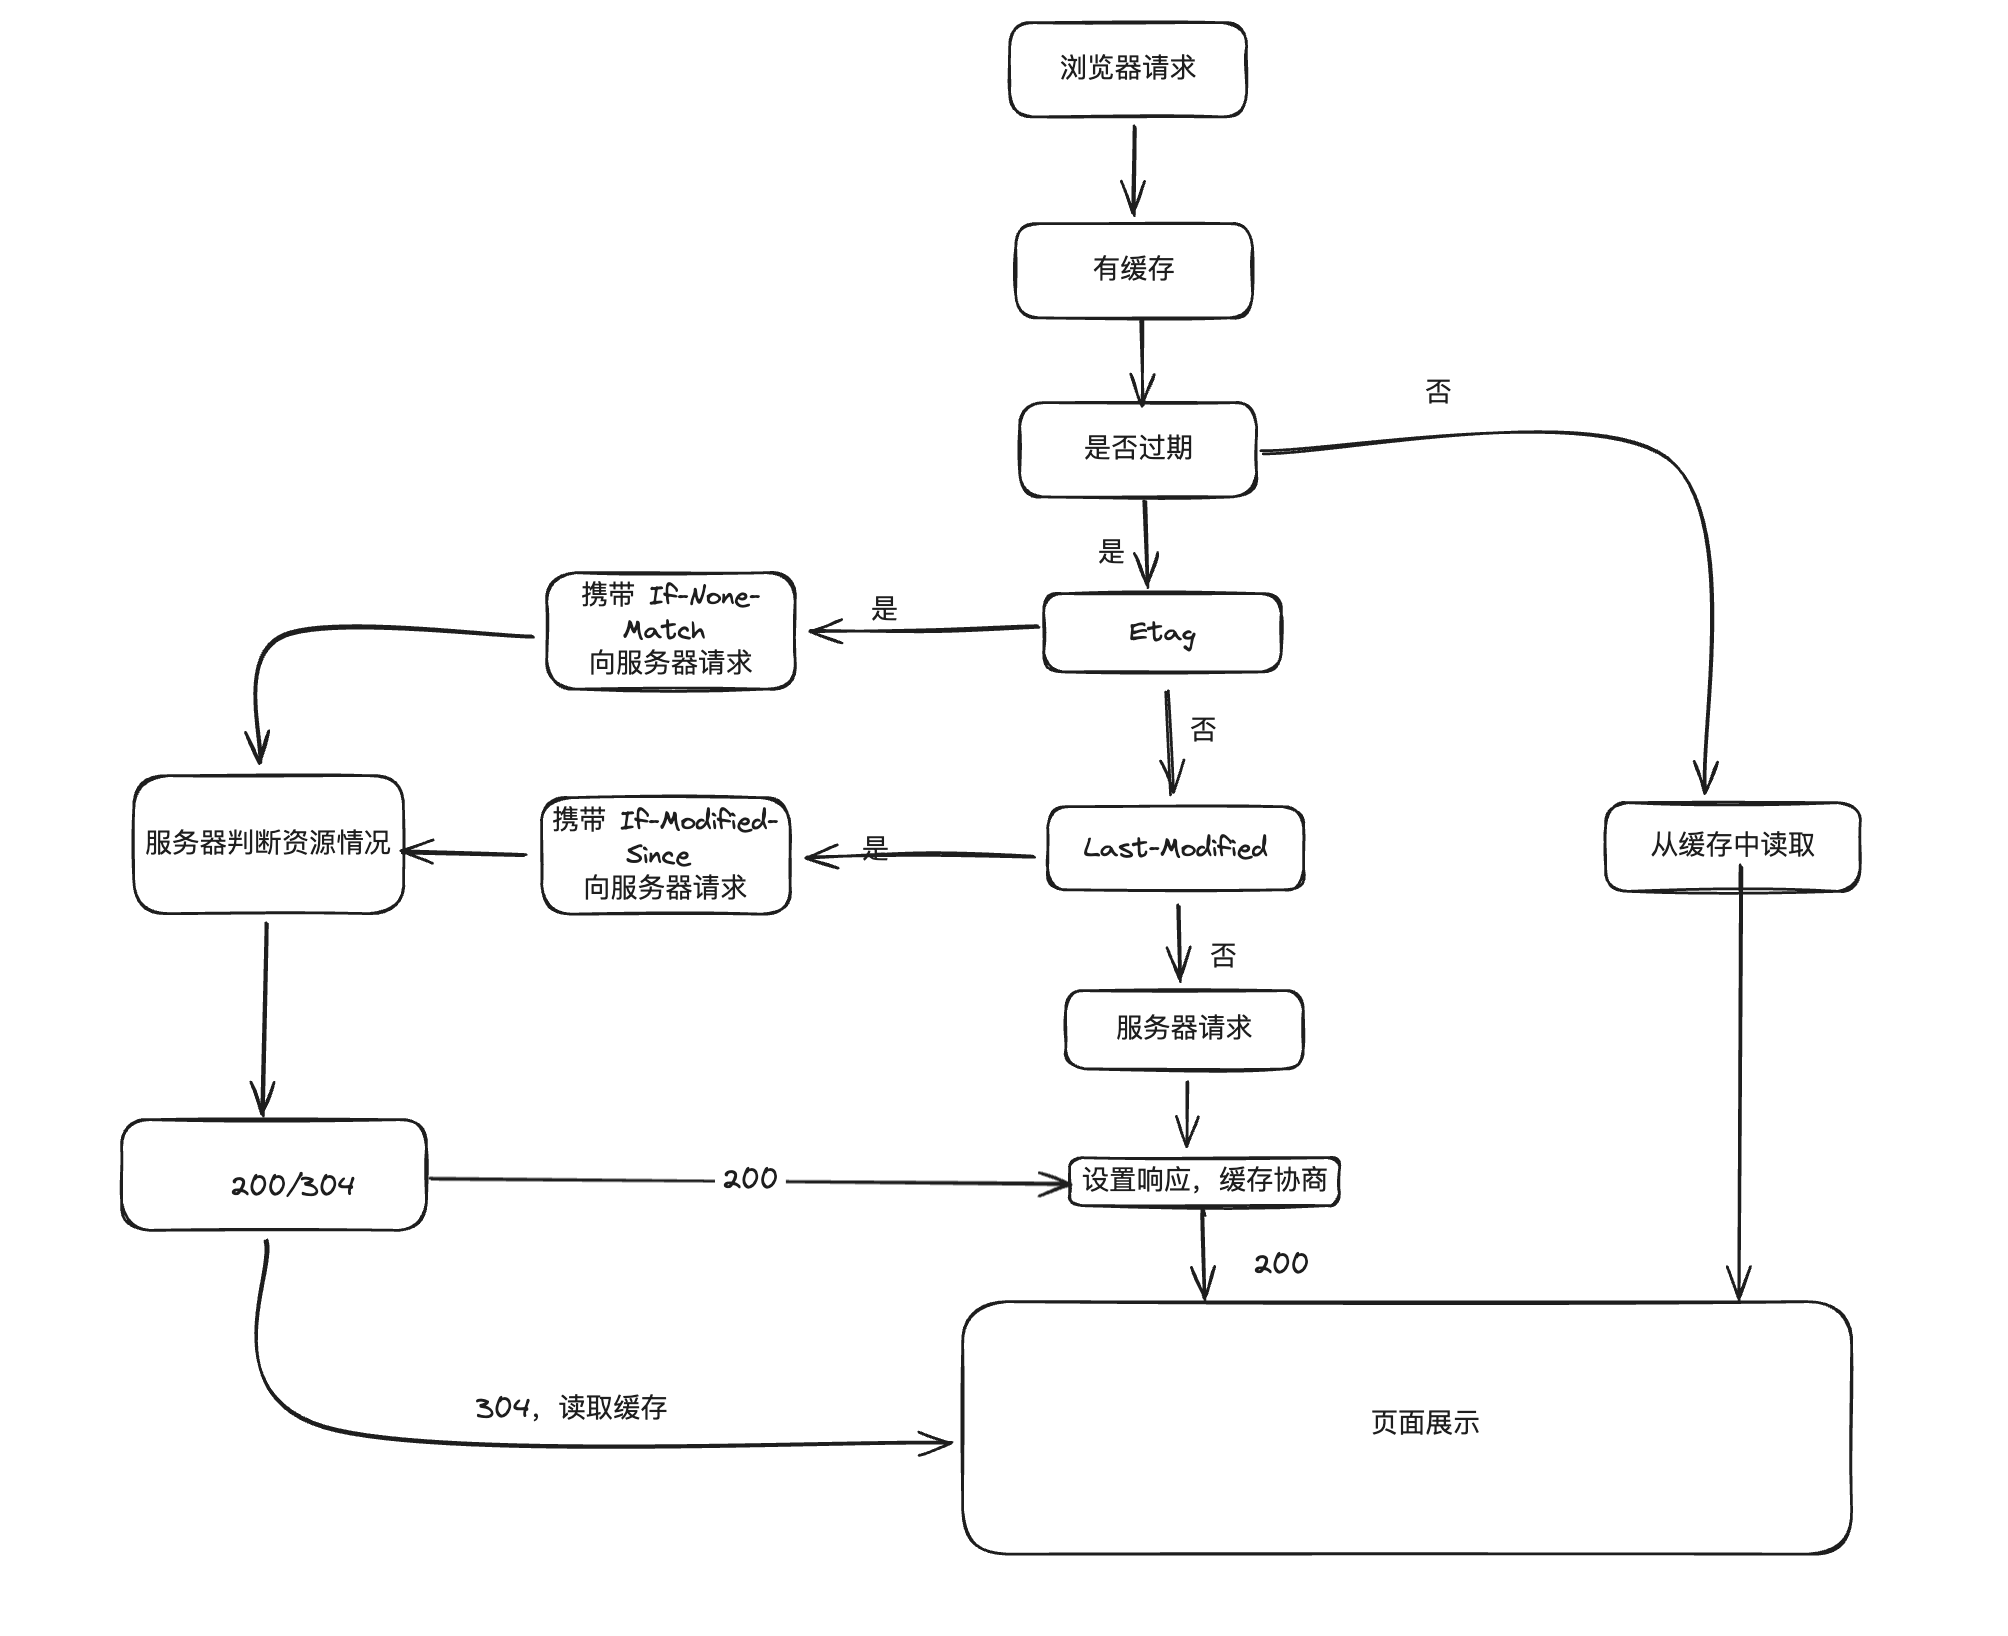 浏览器请求
有缓存
否
是否过期
是
携带 If-None-
Match
向服务器请求
是
Etag
否
服务器判断资源情况
携带 If-Modified-
Since
向服务器请求
是
Last-Modified
从缓存中读取
否
服务器请求
200/304
200
设置响应，缓存协商
200
304，读取缓存
页面展示